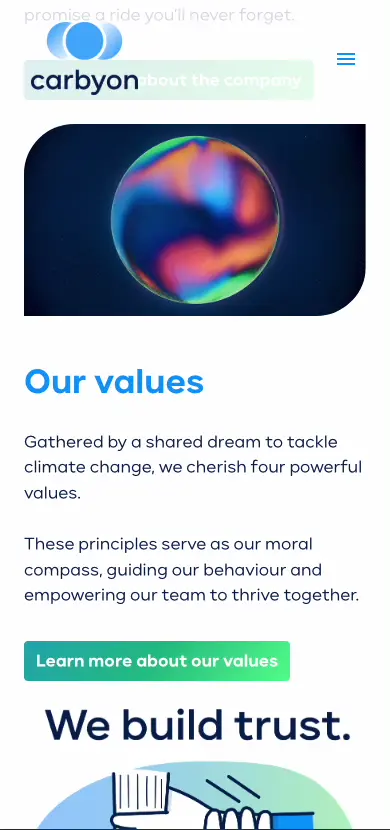 promise a ride you'll never forget.
about the company
carbyon
Our values
Gathered by a shared dream to tackle
climate change, we cherish four powerful
values.
These principles serve as our moral
compass, guiding our behaviour and
empowering our team to thrive together.
Learn more about our values
We build trust.